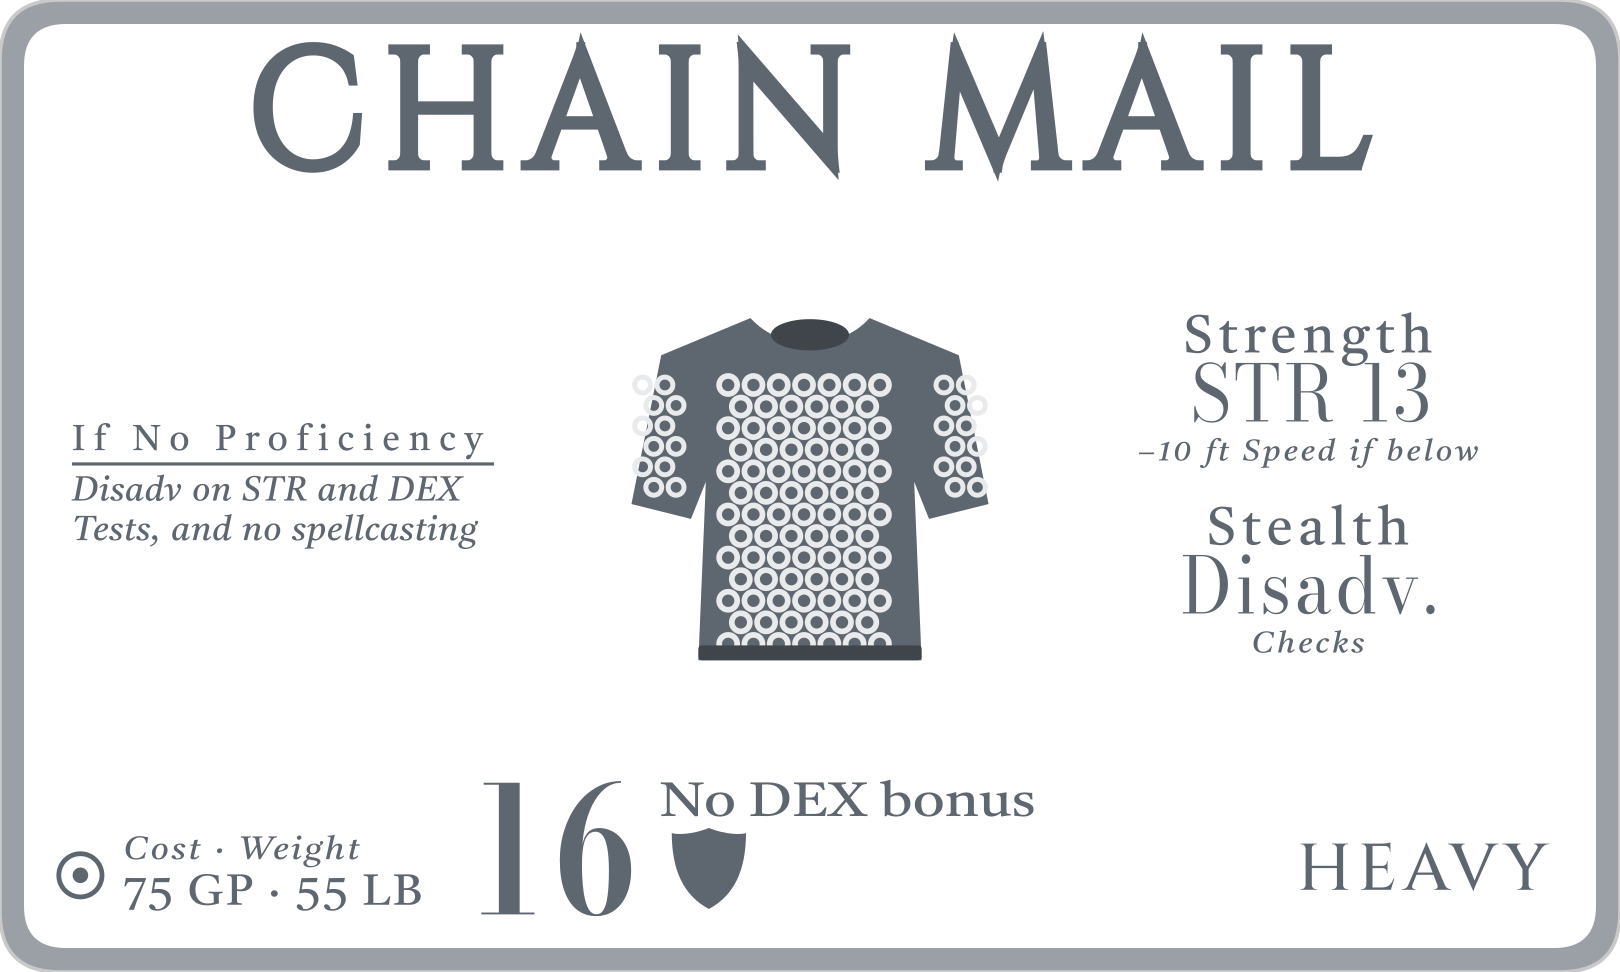 CHAIN MAIL
If No Proficiency
Disadv on STR and DEX
Tests, and no spellcasting
Strength
STR 13
–10 ft Speed if below
Stealth
Disadv.
Checks
Cost · Weight
75 GP · 55 LB
16
No DEX bonus
HEAVY